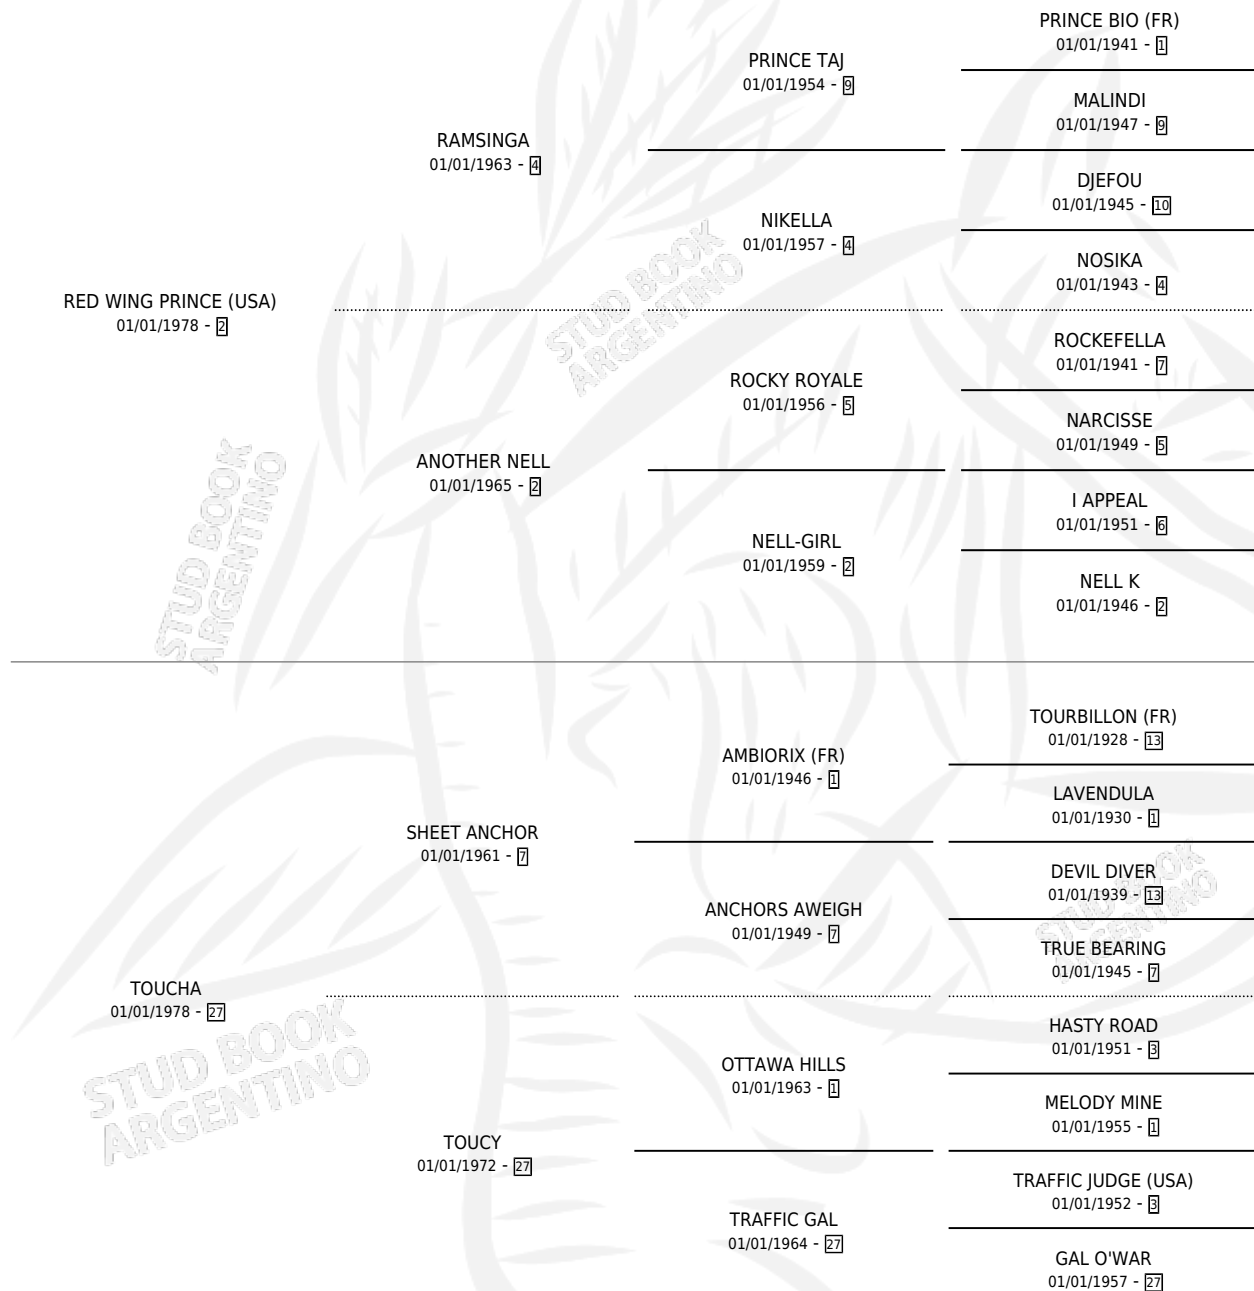 PRINCE BIO (FR)
01/01/1941 - 1
PRINCE TAJ
01/01/1954 - 9
MALINDI
01/01/1947 - 9
RAMSINGA
01/01/1963 - 4
DJEFOU
01/01/1945 - 10
NIKELLA
01/01/1957 - 4
NOSIKA
01/01/1943 - 4
RED WING PRINCE (USA)
01/01/1978 - 2
ROCKEFELLA
01/01/1941 - 7
ROCKY ROYALE
01/01/1956 - 5
NARCISSE
01/01/1949 - 5
ANOTHER NELL
01/01/1965 - 2
I APPEAL
01/01/1951 - 6
NELL-GIRL
01/01/1959 - 2
NELL K
01/01/1946 - 2
TOURBILLON (FR)
01/01/1928 - 13
AMBIORIX (FR)
01/01/1946 - 1
LAVENDULA
01/01/1930 - 1
SHEET ANCHOR
01/01/1961 - 7
DEVIL DIVER
01/01/1939 - 13
ANCHORS AWEIGH
01/01/1949 - 7
TRUE BEARING
01/01/1945 - 7
TOUCHA
01/01/1978 - 27
HASTY ROAD
01/01/1951 - 3
OTTAWA HILLS
01/01/1963 - 1
MELODY MINE
01/01/1955 - 1
TOUCY
01/01/1972 - 27
TRAFFIC JUDGE (USA)
01/01/1952 - 3
TRAFFIC GAL
01/01/1964 - 27
GAL O'WAR
01/01/1957 - 27
STUD BOOK
ARGENTINO
STUD BOOK
ARGENTINO
STUD BOOK
ARGENTINO
STUD BOOK
ARGENTINO